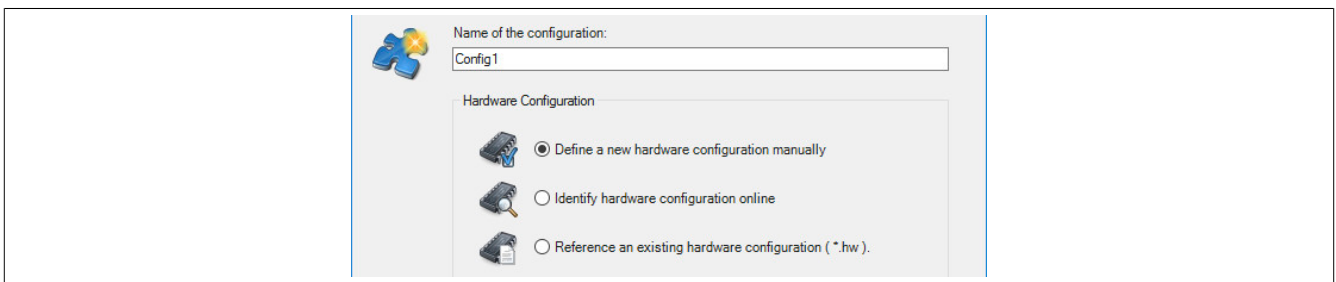 Name of the configuration:
Config1
Hardware Configuration
Define a new hardware configuration manually
Identify hardware configuration online
Reference an existing hardware configuration ( *.hw ).